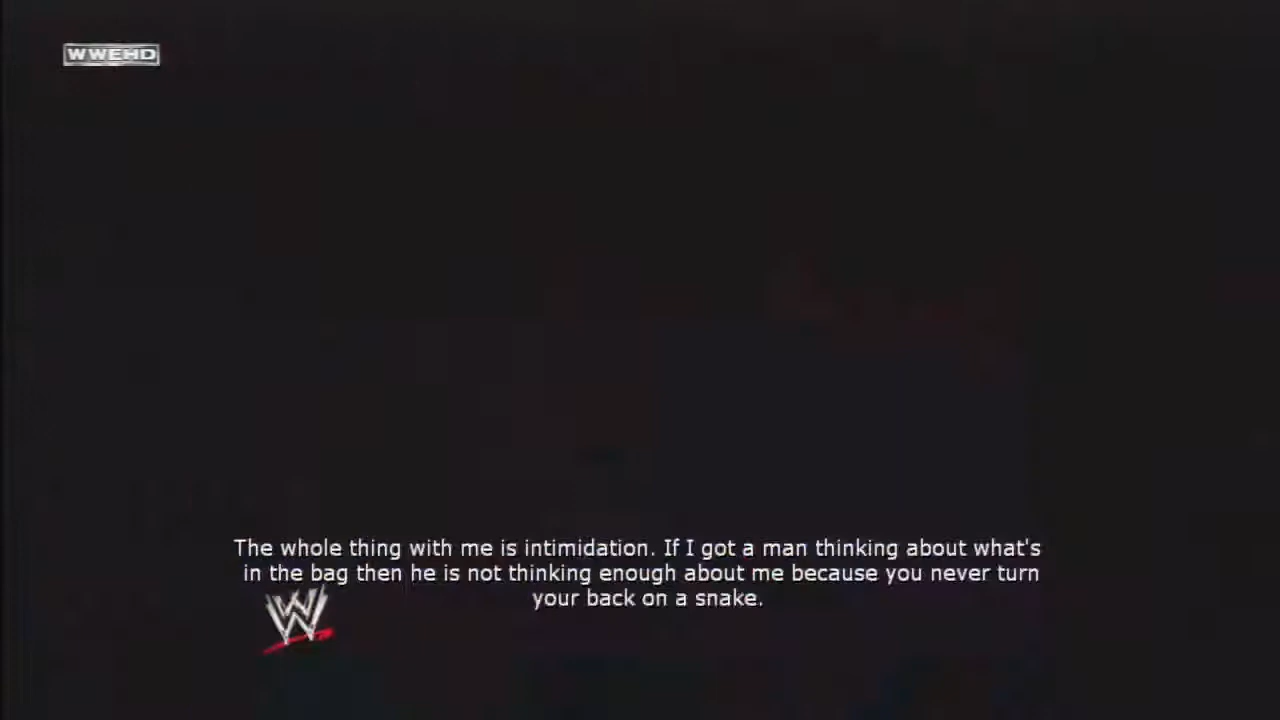 WWEHD
The whole thing with me is intimidation. If I got a man thinking about what's
in the bag then he is not thinking enough about me because you never turn
your back on a snake.
W